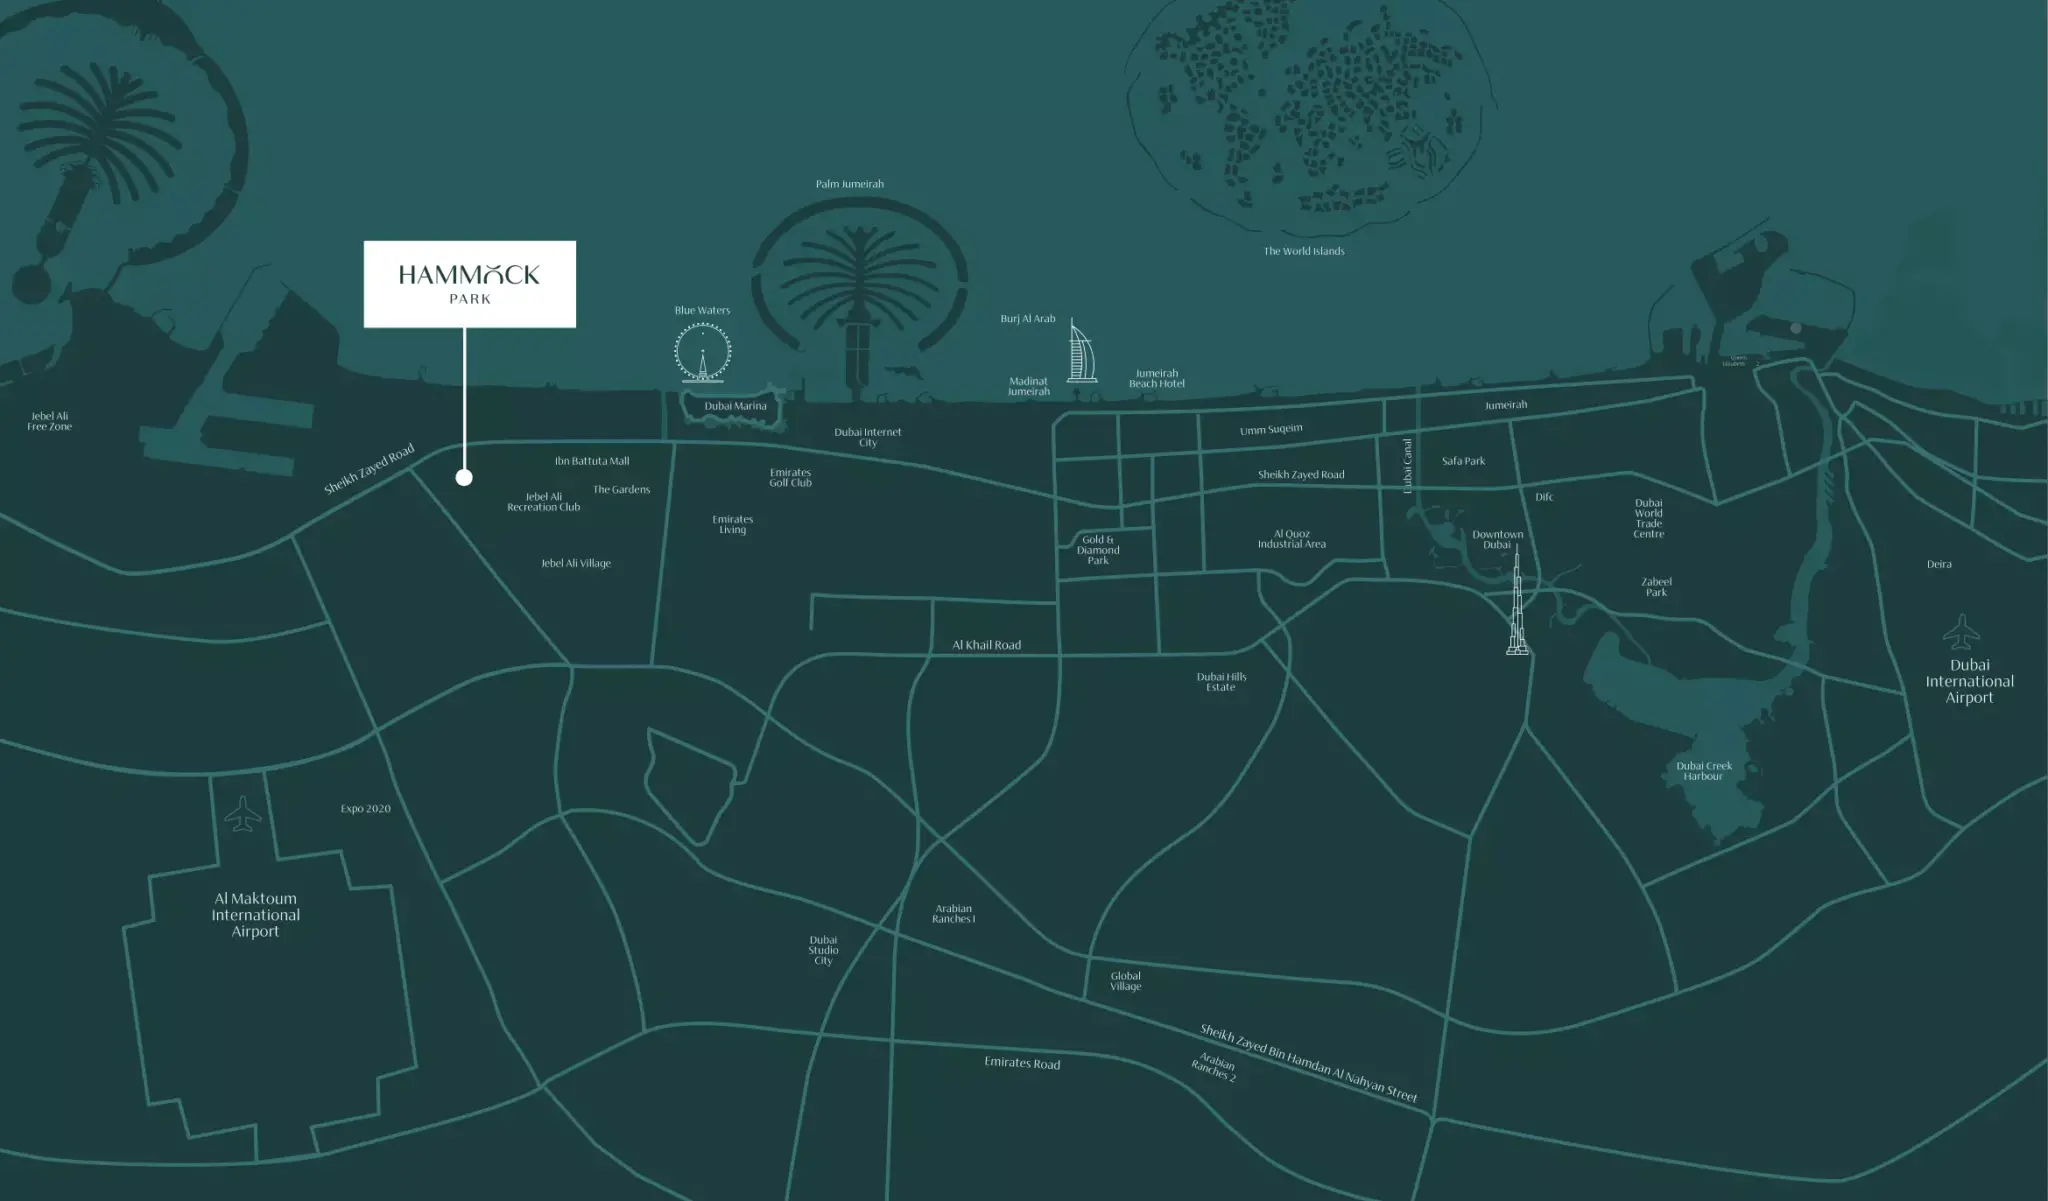 Palm Jumeirah
The World Islands
HAMMOCK
PARK
Blue Waters
Burj Al Arab
Madinat
Jumeirah
Jumeirah
Beach Hotel
Jebel Ali
Free Zone
Dubai Marina
Dubai Internet
City
Umm Suqeim
Jumeirah
Sheikh Zayed Road
Ibn Battuta Mall
The Gardens
Jebel Ali
Recreation Club
Emirates
Golf Club
Emirates
Living
Jebel Ali Village
Sheikh Zayed Road
Dubai Canal
Safa Park
Difc
Dubai
World
Trade
Centre
Gold &
Diamond
Park
Al Quoz
Industrial Area
Downtown
Dubai
Zabeel
Park
Deira
Al Khail Road
Dubai Hills
Estate
Dubai
International
Airport
Dubai Creek
Harbour
Expo 2020
Al Maktoum
International
Airport
Arabian
Ranches I
Dubai
Studio
City
Global
Village
Sheikh Zayed Bin Hamdan Al Nahyan Street
Arabian
Ranches 2
Emirates Road